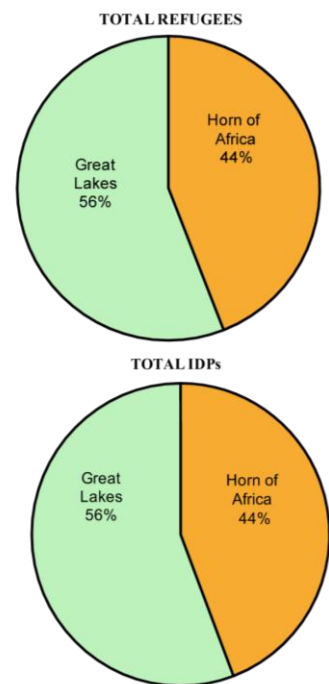 TOTAL REFUGEES
Horn of
Africa
44%
Great
Lakes
56%
TOTAL IDPs
Great
Lakes
56%
Horn of
Africa
44%